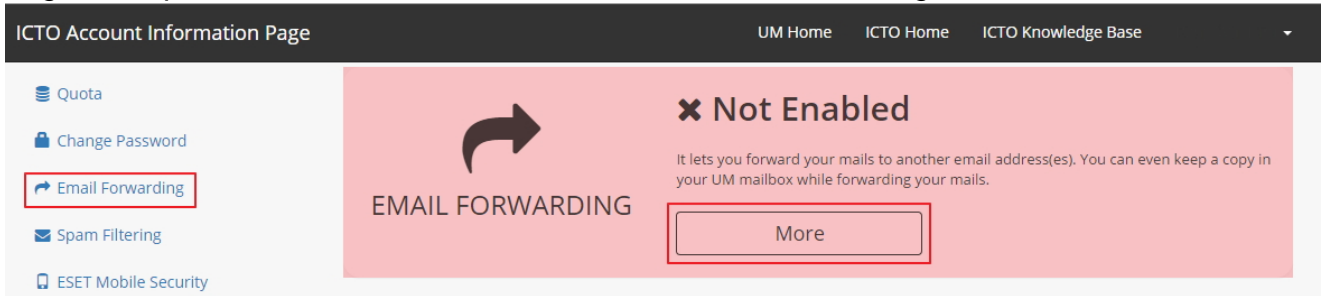 ICTO Account Information Page
UM Home ICTO Home ICTO Knowledge Base
Quota
Change Password
Email Forwarding
Spam Filtering
ESET Mobile Security
EMAIL FORWARDING
Not Enabled
It lets you forward your mails to another email address(es). You can even keep a copy in
your UM mailbox while forwarding your mails.
More